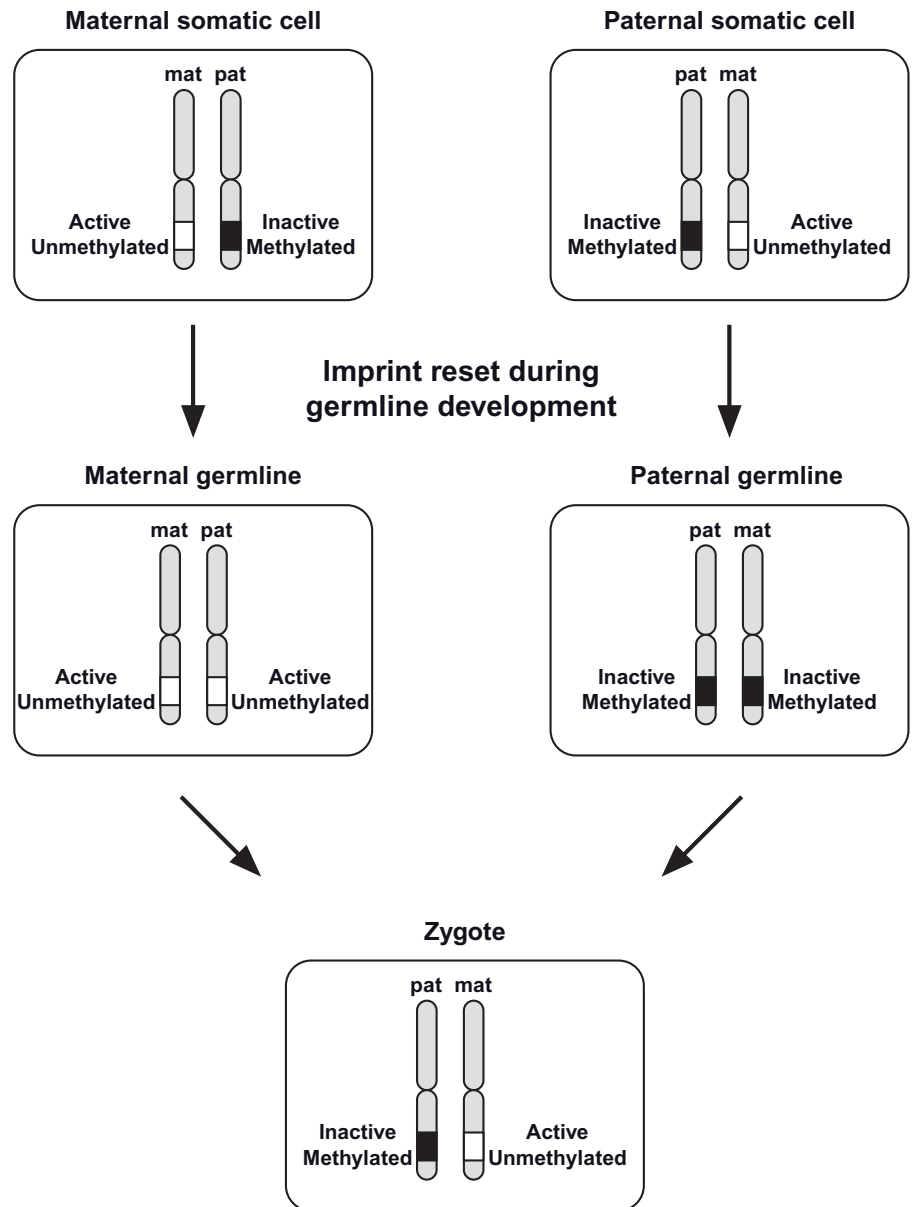 Maternal somatic cell
mat pat
Active
Unmethylated
Inactive
Methylated
Paternal somatic cell
pat mat
Inactive
Methylated
Active
Unmethylated
Imprint reset during
germline development
Maternal germline
mat pat
Active
Unmethylated
Active
Unmethylated
Paternal germline
pat mat
Inactive
Methylated
Inactive
Methylated
Zygote
pat mat
Inactive
Methylated
Active
Unmethylated